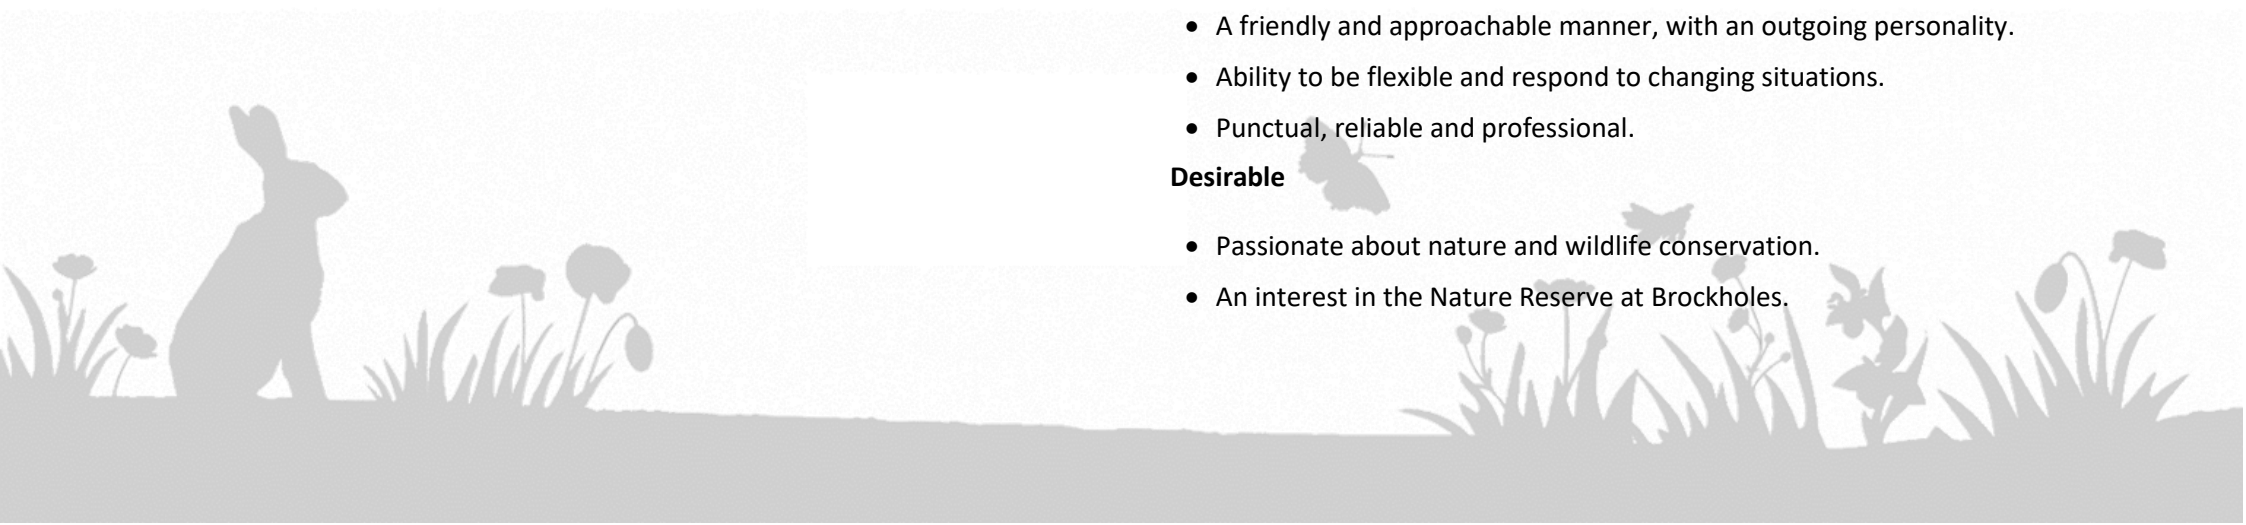 • A friendly and approachable manner, with an outgoing personality.
• Ability to be flexible and respond to changing situations.
• Punctual, reliable and professional.
Desirable
• Passionate about nature and wildlife conservation.
• An interest in the Nature Reserve at Brockholes.